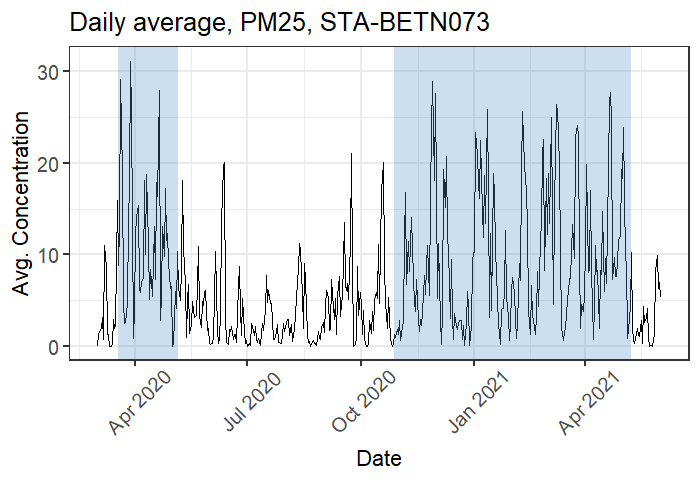 Daily average, PM25, STA-BETN073
Avg. Concentration
30
20
10
0
Apr 2020
Jul 2020
Oct 2020
Jan 2021
Apr 2021
Date